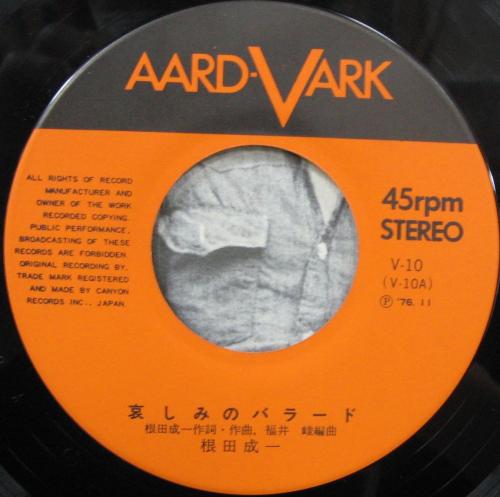 AARD-VARK
ALL RIGHTS OF RECORD
MANUFACTURER AND
OWNER OF THE WORK
RECORDED COPYING.
PUBLIC PERFORMANCE,
BROADCASTING OF THESE
RECORDS ARE FORBIDDEN.
ORIGINAL RECORDING BY,
TRADE MARK REGISTERED
AND MADE BY CANYON
RECORDS INC., JAPAN.
45rpm
STEREO
V-10
(V-10A)
Ⓟ '76. 11
哀しみのバラード
根田成一作詞・作曲, 福井 崚編曲
根田成一